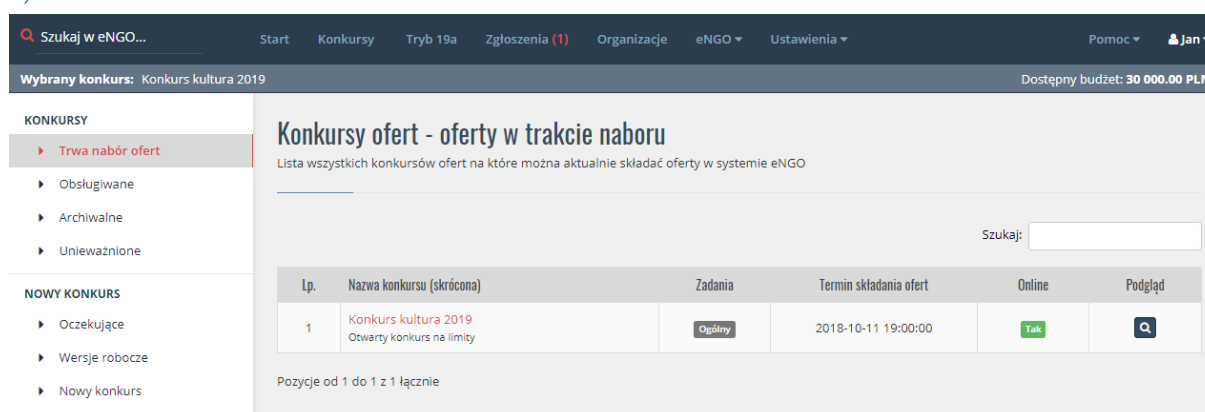 Szukaj w eNGO...
Start Konkursy Tryb 19a Zgłoszenia (1) Organizacje eNGO Ustawienia Pomoc Jan
Wybrany konkurs: Konkurs kultura 2019 Dostępny budżet: 30 000.00 PLN
KONKURSY
Trwa nabór ofert
Obsługiwane
Archiwalne
Unieważnione
NOWY KONKURS
Oczekujące
Wersje robocze
Nowy konkurs
Konkursy ofert - oferty w trakcie naboru
Lista wszystkich konkursów ofert na które można aktualnie składać oferty w systemie eNGO
Szukaj:
Lp. Nazwa konkursu (skrócona) Zadania Termin składania ofert Online Podgląd
1 Konkurs kultura 2019 Ogólny 2018-10-11 19:00:00 Tak
Otwarty konkurs na limity
Pozycje od 1 do 1 z 1 łącznie